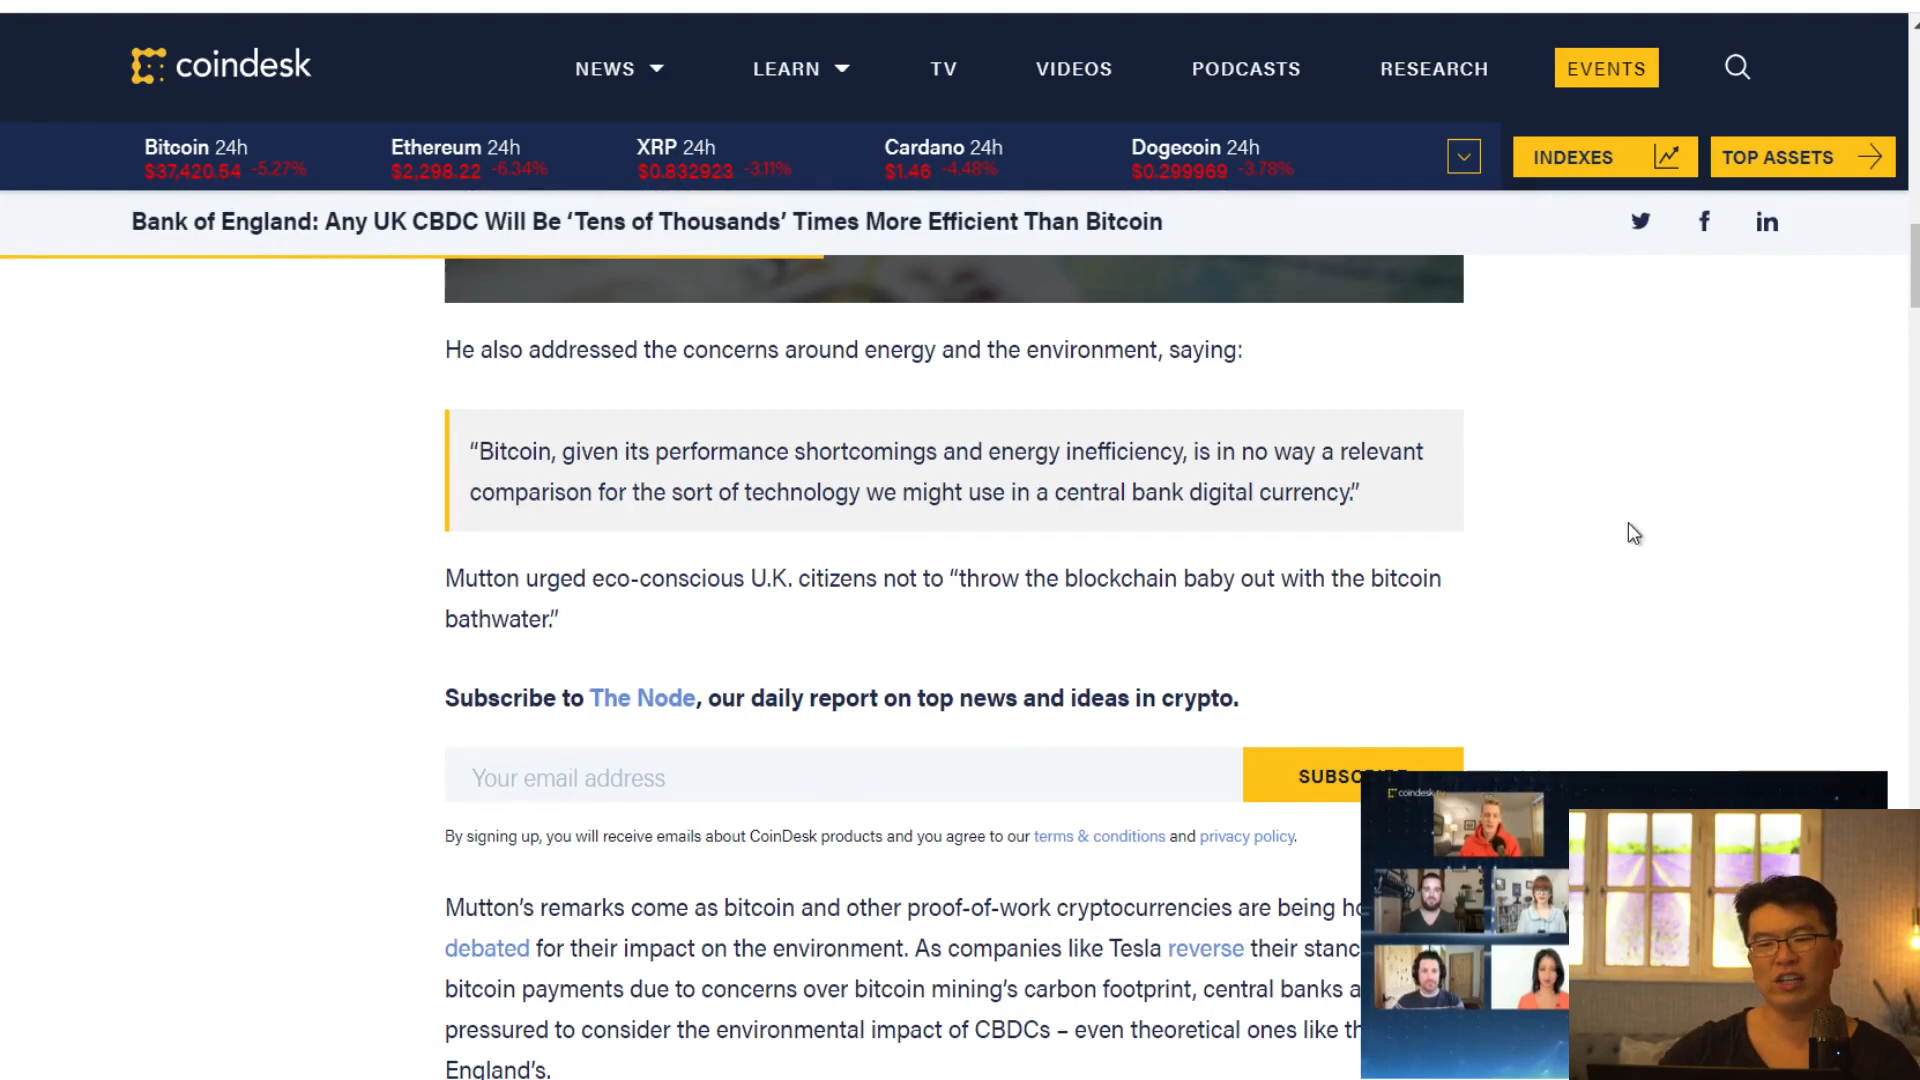 coindesk
NEWS LEARN TV VIDEOS PODCASTS RESEARCH EVENTS
Bitcoin 24h Ethereum 24h XRP 24h Cardano 24h Dogecoin 24h
$37,420.54 -5.27% $2,298.22 -6.34% $0.832923 -3.11% $1.46 -4.48% $0.299969 -3.78%
INDEXES TOP ASSETS
Bank of England: Any UK CBDC Will Be ‘Tens of Thousands’ Times More Efficient Than Bitcoin
He also addressed the concerns around energy and the environment, saying:
“Bitcoin, given its performance shortcomings and energy inefficiency, is in no way a relevant
comparison for the sort of technology we might use in a central bank digital currency.”
Mutton urged eco-conscious U.K. citizens not to “throw the blockchain baby out with the bitcoin
bathwater.”
Subscribe to The Node, our daily report on top news and ideas in crypto.
Your email address
By signing up, you will receive emails about CoinDesk products and you agree to our terms & conditions and privacy policy.
coindesk
Mutton’s remarks come as bitcoin and other proof-of-work cryptocurrencies are being
debated for their impact on the environment. As companies like Tesla reverse their
bitcoin payments due to concerns over bitcoin mining’s carbon footprint, central banks
pressured to consider the environmental impact of CBDCs – even theoretical ones like
England’s.